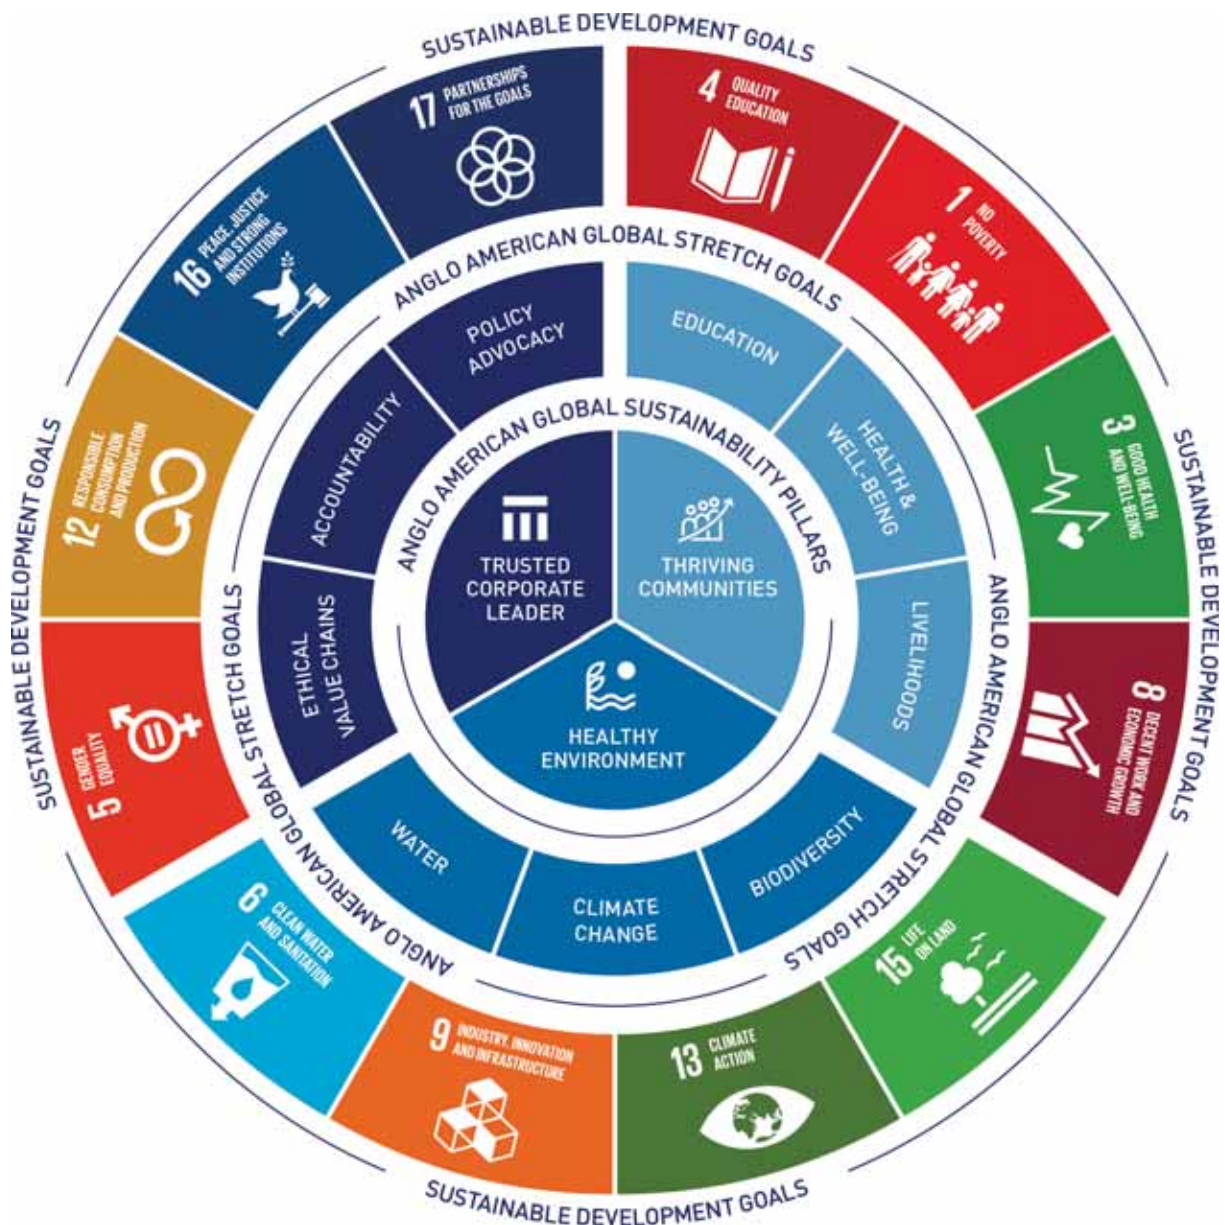 SUSTAINABLE DEVELOPMENT GOALS
17 PARTNERSHIPS
FOR THE GOALS
4 QUALITY
EDUCATION
1 NO
POVERTY
3 GOOD HEALTH
AND WELL-BEING
SUSTAINABLE DEVELOPMENT GOALS
8 DECENT WORK AND
ECONOMIC GROWTH
15 LIFE
ON LAND
13 CLIMATE
ACTION
SUSTAINABLE DEVELOPMENT GOALS
9 INDUSTRY, INNOVATION
AND INFRASTRUCTURE
6 CLEAN WATER
AND SANITATION
5 GENDER
EQUALITY
SUSTAINABLE DEVELOPMENT GOALS
12 RESPONSIBLE
CONSUMPTION
AND PRODUCTION
16 PEACE, JUSTICE
AND STRONG
INSTITUTIONS
ANGLO AMERICAN GLOBAL STRETCH GOALS
ANGLO AMERICAN GLOBAL STRETCH GOALS
ANGLO AMERICAN GLOBAL STRETCH GOALS
POLICY
ADVOCACY
EDUCATION
HEALTH &
WELL-BEING
LIVELIHOODS
BIODIVERSITY
CLIMATE
CHANGE
WATER
ETHICAL
VALUE CHAINS
ACCOUNTABILITY
ANGLO AMERICAN GLOBAL SUSTAINABILITY PILLARS
TRUSTED
CORPORATE
LEADER
THRIVING
COMMUNITIES
HEALTHY
ENVIRONMENT